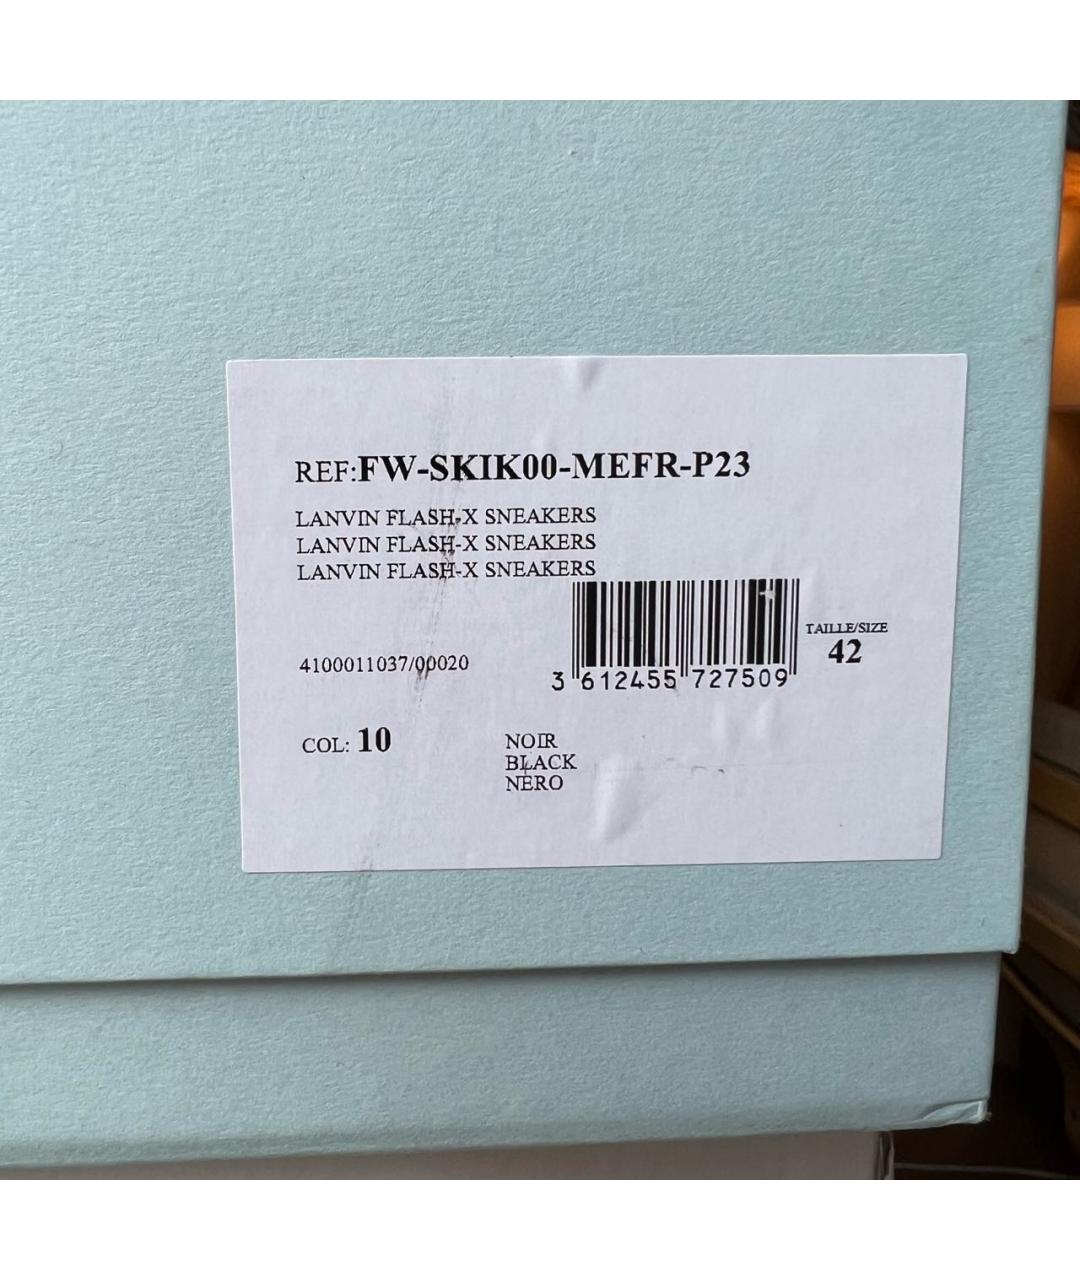 REF:FW-SKIK00-MEFR-P23
LANVIN FLASH-X SNEAKERS
LANVIN FLASH-X SNEAKERS
LANVIN FLASH-X SNEAKERS
TAILLE/SIZE
42
4100011037/00020
3 612455 727509
COL: 10
NOIR
BLACK
NERO